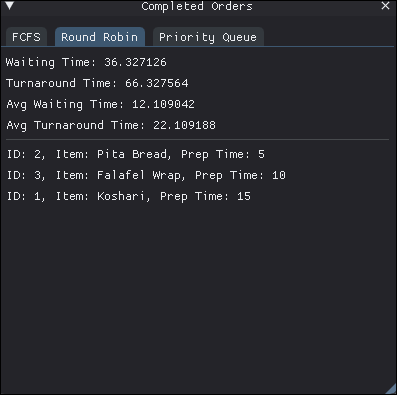 Completed Orders
FCFS Round Robin Priority Queue
Waiting Time: 36.327126
Turnaround Time: 66.327564
Avg Waiting Time: 12.109042
Avg Turnaround Time: 22.109188
ID: 2, Item: Pita Bread, Prep Time: 5
ID: 3, Item: Falafel Wrap, Prep Time: 10
ID: 1, Item: Koshari, Prep Time: 15